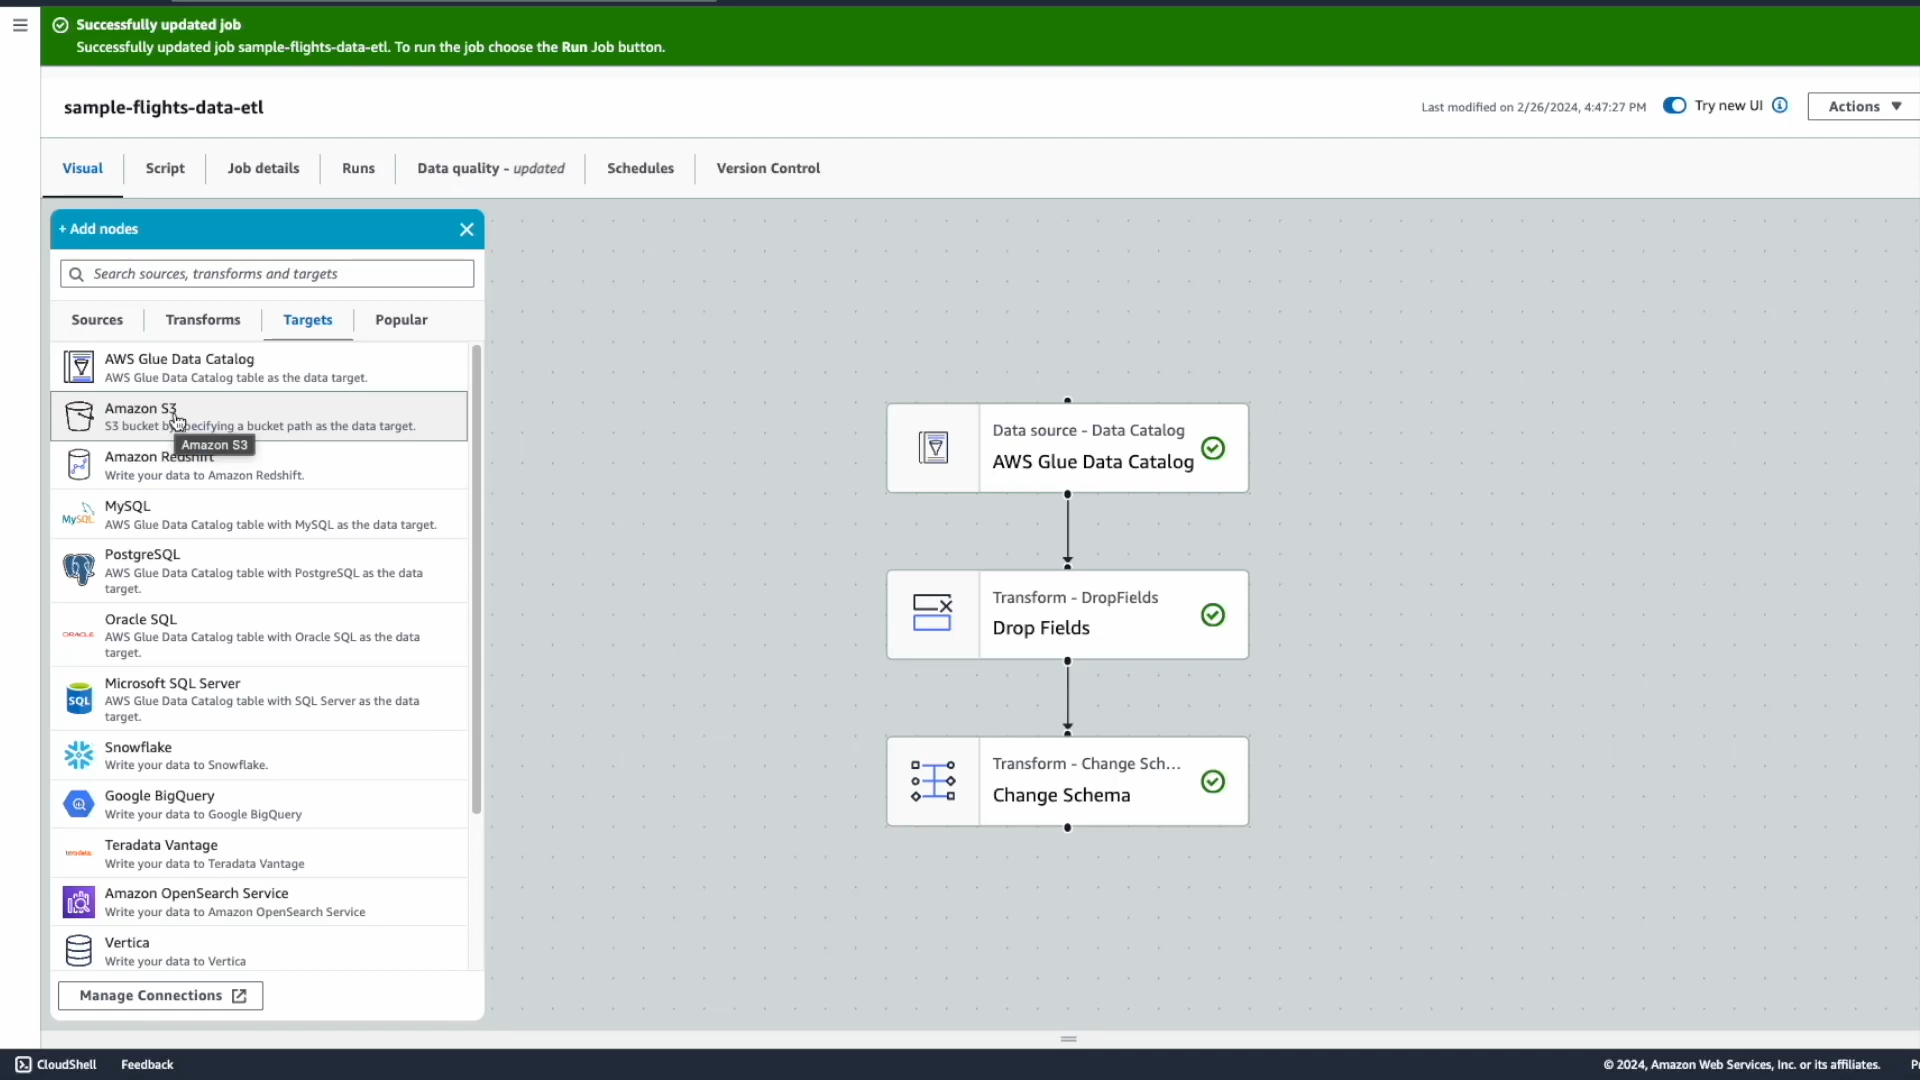 Successfully updated job
Successfully updated job sample-flights-data-etl. To run the job choose the Run Job button.
sample-flights-data-etl
Last modified on 2/26/2024, 4:47:27 PM
Try new UI
Actions
Visual
Script
Job details
Runs
Data quality - updated
Schedules
Version Control
+ Add nodes
Search sources, transforms and targets
Sources
Transforms
Targets
Popular
AWS Glue Data Catalog
AWS Glue Data Catalog table as the data target.
Amazon S3
S3 bucket by specifying a bucket path as the data target.
Amazon S3
Amazon Redshift
Write your data to Amazon Redshift.
MySQL
MySQL
AWS Glue Data Catalog table with MySQL as the data target.
PostgreSQL
AWS Glue Data Catalog table with PostgreSQL as the data
target.
Oracle SQL
ORACLE
AWS Glue Data Catalog table with Oracle SQL as the data
target.
Microsoft SQL Server
SQL
AWS Glue Data Catalog table with SQL Server as the data
target.
Snowflake
Write your data to Snowflake.
Google BigQuery
Write your data to Google BigQuery
Teradata Vantage
teradata.
Write your data to Teradata Vantage
Amazon OpenSearch Service
Write your data to Amazon OpenSearch Service
Vertica
Write your data to Vertica
Manage Connections
Data source - Data Catalog
AWS Glue Data Catalog
Transform - DropFields
Drop Fields
Transform - Change Sch...
Change Schema
CloudShell
Feedback
© 2024, Amazon Web Services, Inc. or its affiliates.